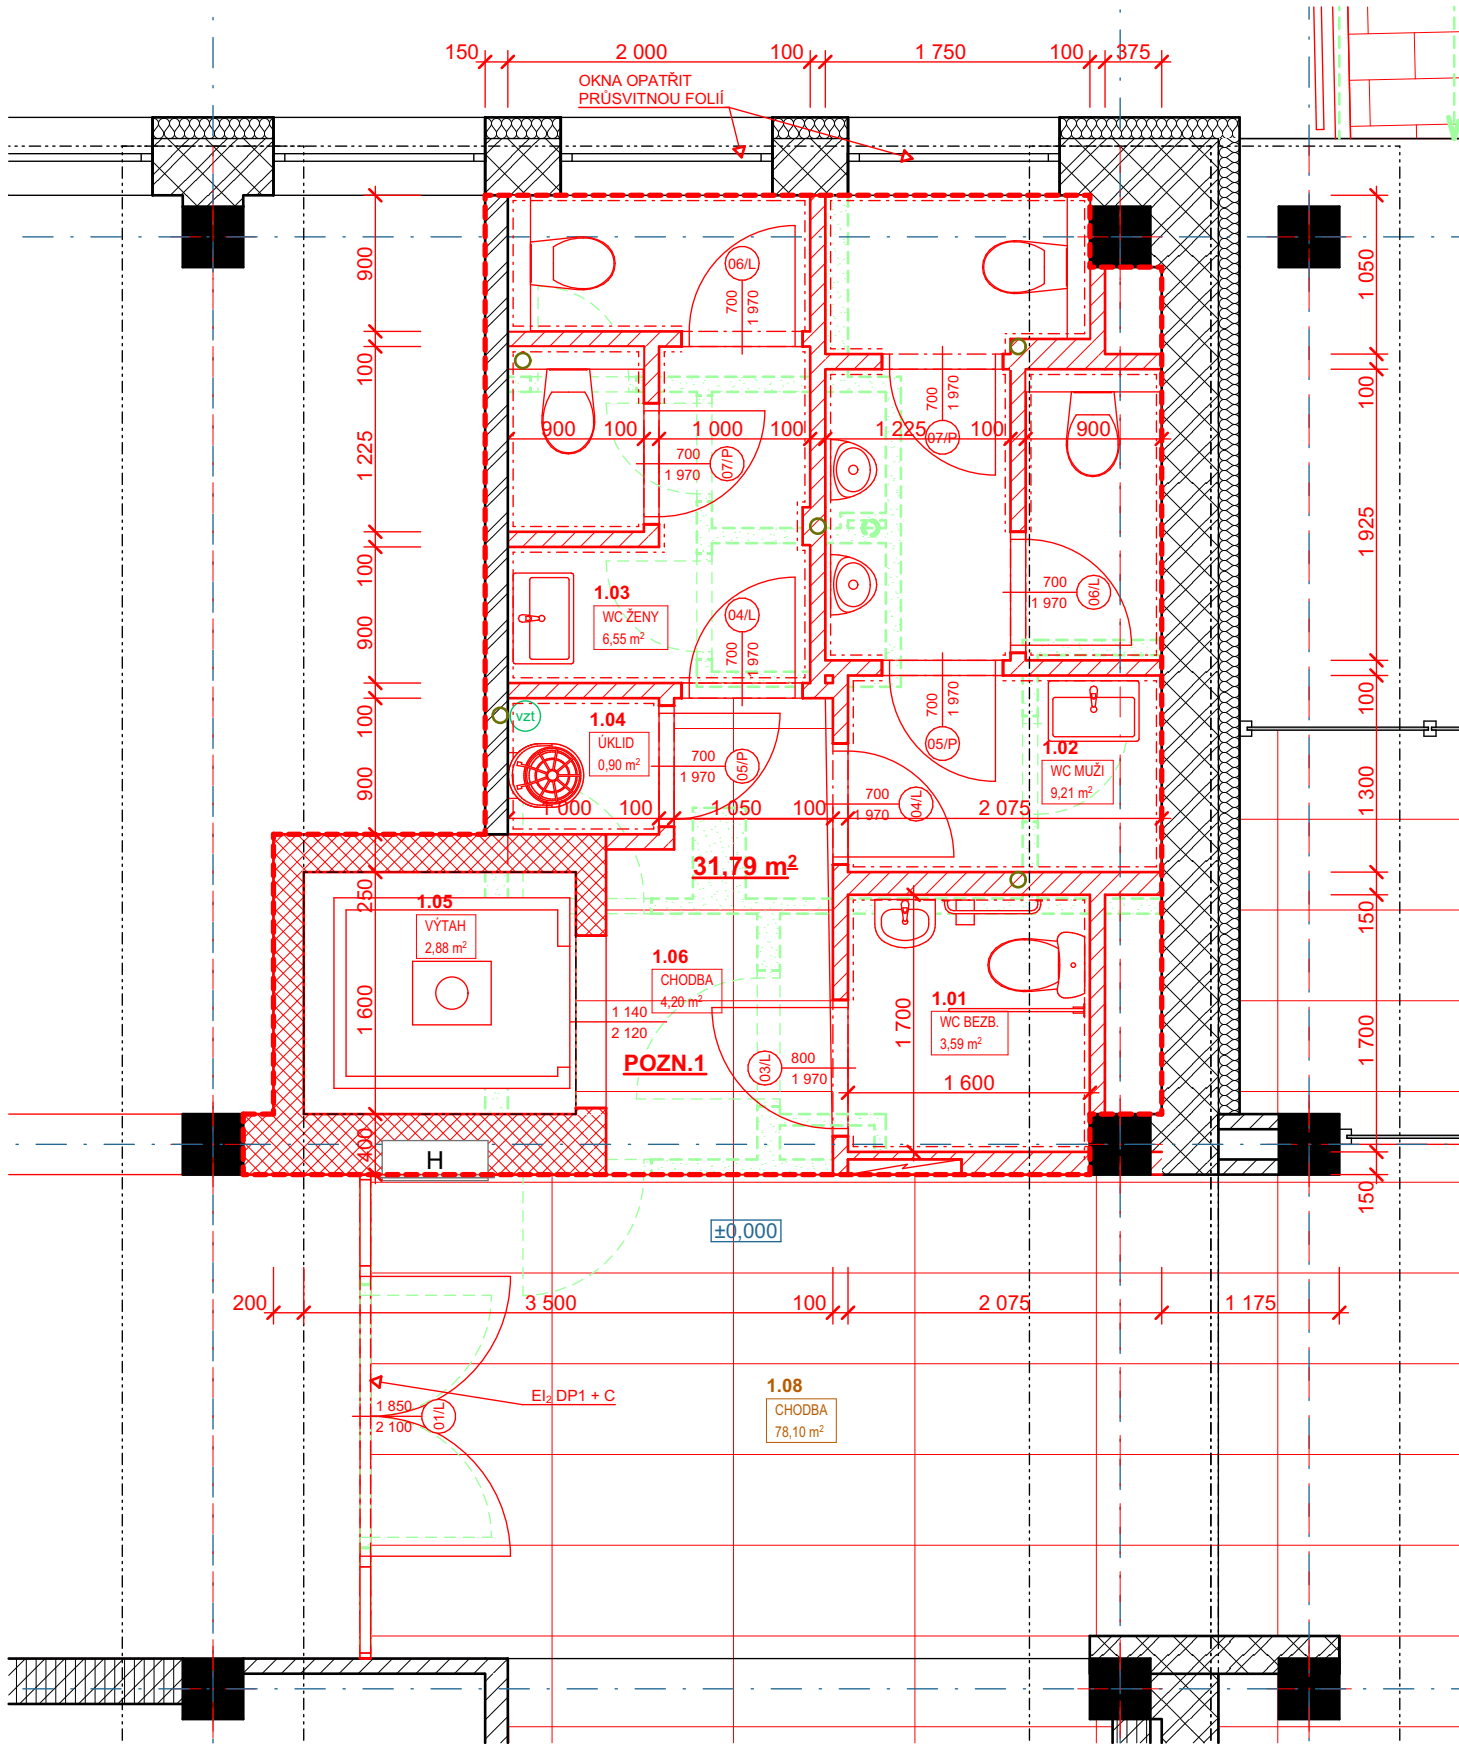 150
2 000
100
1 750
100
375
OKNA OPATŘIT
PRŮSVITNOU FOLIÍ
900
06/L
700
1 970
1 050
100
700
1 970
07/P
100
900
100
1 000
100
1 225
100
900
1 225
700
1 970
07/P
1 925
100
1.03
WC ŽENY
6,55 m²
04/L
700
1 970
700
1 970
06/L
900
100
vzt
1.04
ÚKLID
0,90 m²
700
1 970
05/P
700
1 970
05/P
1.02
WC MUŽI
9,21 m²
100
900
1 000
100
1 050
100
700
1 970
04/L
2 075
1 300
31,79 m²
250
1.05
VÝTAH
2,88 m²
150
1.06
CHODBA
4,20 m²
1 600
1 140
2 120
POZN.1
03/L
800
1 970
1 700
1.01
WC BEZB.
3,59 m²
1 600
1 700
400
H
150
±0,000
200
3 500
100
2 075
1 175
EI₂ DP1 + C
1 850
2 100
01/L
1.08
CHODBA
78,10 m²